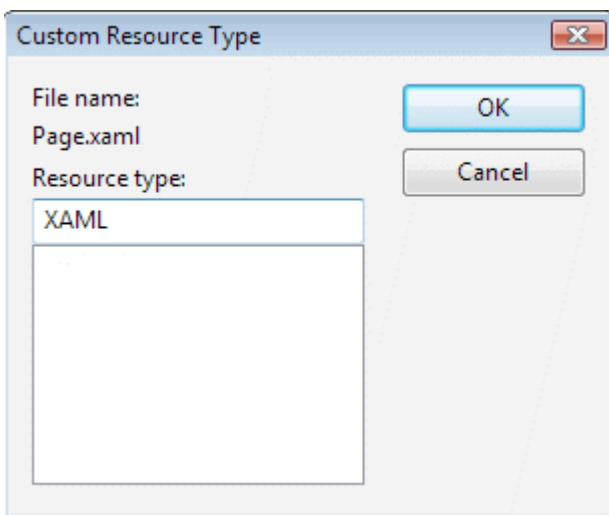 Custom Resource Type
File name:
OK
Page.xaml
Cancel
Resource type:
XAML